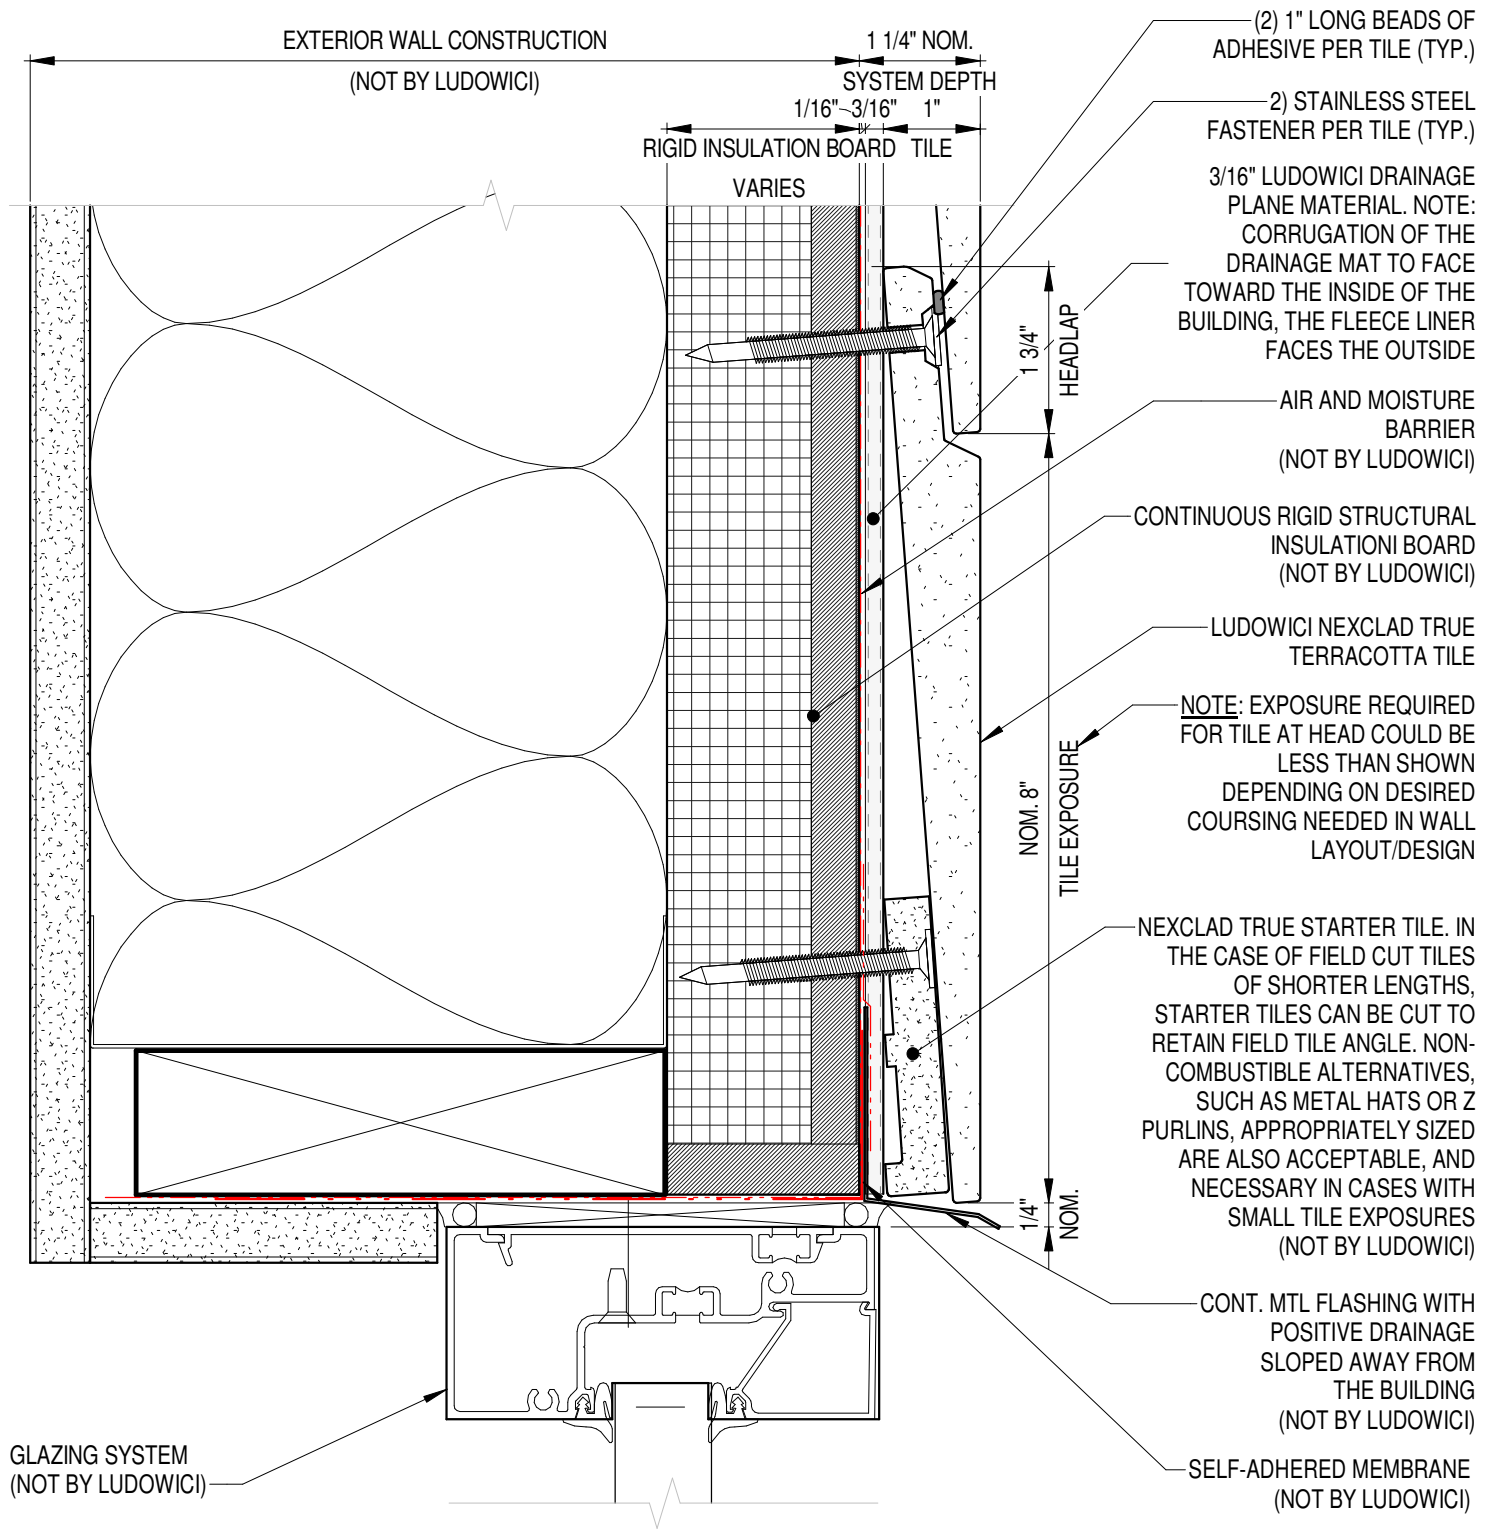 EXTERIOR WALL CONSTRUCTION
(NOT BY LUDOWICI)
1 1/4" NOM.
SYSTEM DEPTH
1/16"
3/16"
1"
RIGID INSULATION BOARD
TILE
VARIES
1 3/4"
HEADLAP
NOM. 8"
TILE EXPOSURE
1/4"
NOM.
(2) 1" LONG BEADS OF
ADHESIVE PER TILE (TYP.)
2) STAINLESS STEEL
FASTENER PER TILE (TYP.)
3/16" LUDOWICI DRAINAGE
PLANE MATERIAL. NOTE:
CORRUGATION OF THE
DRAINAGE MAT TO FACE
TOWARD THE INSIDE OF THE
BUILDING, THE FLEECE LINER
FACES THE OUTSIDE
AIR AND MOISTURE
BARRIER
(NOT BY LUDOWICI)
CONTINUOUS RIGID STRUCTURAL
INSULATIONI BOARD
(NOT BY LUDOWICI)
LUDOWICI NEXCLAD TRUE
TERRACOTTA TILE
NOTE: EXPOSURE REQUIRED
FOR TILE AT HEAD COULD BE
LESS THAN SHOWN
DEPENDING ON DESIRED
COURSING NEEDED IN WALL
LAYOUT/DESIGN
NEXCLAD TRUE STARTER TILE. IN
THE CASE OF FIELD CUT TILES
OF SHORTER LENGTHS,
STARTER TILES CAN BE CUT TO
RETAIN FIELD TILE ANGLE. NON-
COMBUSTIBLE ALTERNATIVES,
SUCH AS METAL HATS OR Z
PURLINS, APPROPRIATELY SIZED
ARE ALSO ACCEPTABLE, AND
NECESSARY IN CASES WITH
SMALL TILE EXPOSURES
(NOT BY LUDOWICI)
CONT. MTL FLASHING WITH
POSITIVE DRAINAGE
SLOPED AWAY FROM
THE BUILDING
(NOT BY LUDOWICI)
SELF-ADHERED MEMBRANE
(NOT BY LUDOWICI)
GLAZING SYSTEM
(NOT BY LUDOWICI)